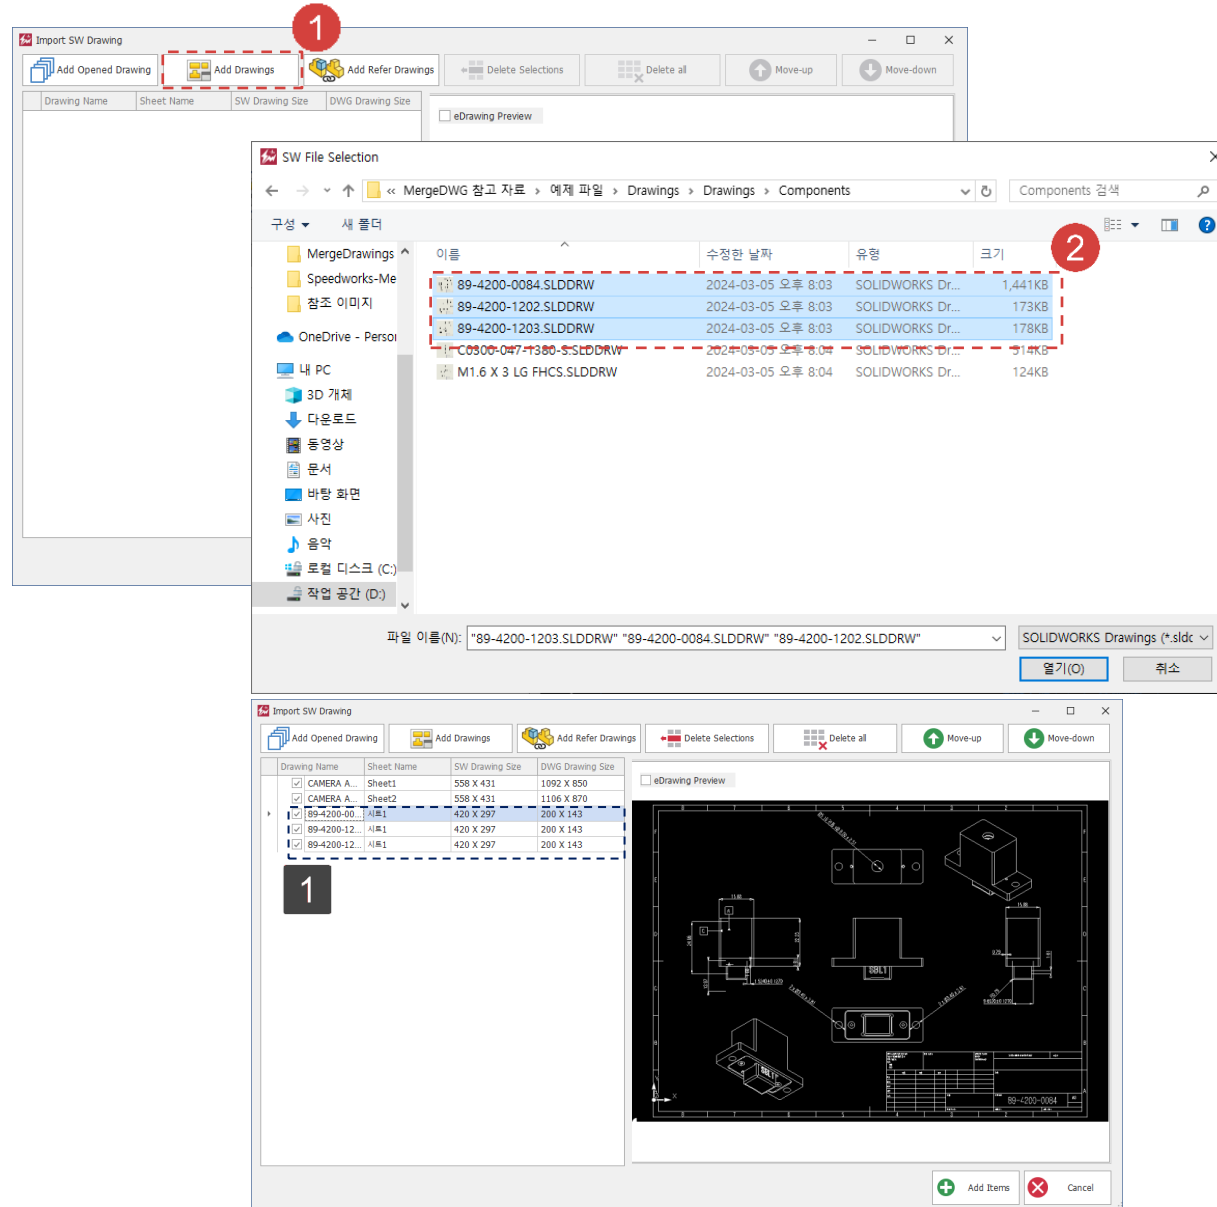 1
Import SW Drawing
Add Opened Drawing
Add Drawings
Add Refer Drawings
Delete Selections
Delete all
Move-up
Move-down
Drawing Name Sheet Name SW Drawing Size DWG Drawing Size
eDrawing Preview
SW File Selection
« MergeDWG 참고 자료 › 예제 파일 › Drawings › Drawings › Components
Components 검색
구성 새 폴더
2
MergeDrawings
Speedworks-Me
참조 이미지
OneDrive - Person
내 PC
3D 개체
다운로드
동영상
문서
바탕 화면
사진
음악
로컬 디스크 (C:)
작업 공간 (D:)
이름 수정한 날짜 유형 크기
89-4200-0084.SLDDRW 2024-03-05 오후 8:03 SOLIDWORKS Dr... 1,441KB
89-4200-1202.SLDDRW 2024-03-05 오후 8:03 SOLIDWORKS Dr... 173KB
89-4200-1203.SLDDRW 2024-03-05 오후 8:03 SOLIDWORKS Dr... 178KB
C0300-047-1380-S.SLDDRW 2024-03-05 오후 8:04 SOLIDWORKS Dr... 514KB
M1.6 X 3 LG FHCS.SLDDRW 2024-03-05 오후 8:04 SOLIDWORKS Dr... 124KB
파일 이름(N): "89-4200-1203.SLDDRW" "89-4200-0084.SLDDRW" "89-4200-1202.SLDDRW"
SOLIDWORKS Drawings (*.sldc
열기(O) 취소
Import SW Drawing
Add Opened Drawing
Add Drawings
Add Refer Drawings
Delete Selections
Delete all
Move-up
Move-down
Drawing Name Sheet Name SW Drawing Size DWG Drawing Size
CAMERA A... Sheet1 558 X 431 1092 X 850
CAMERA A... Sheet2 558 X 431 1106 X 870
89-4200-00... 시트1 420 X 297 200 X 143
89-4200-12... 시트1 420 X 297 200 X 143
89-4200-12... 시트1 420 X 297 200 X 143
1
eDrawing Preview
SBL1
89-4200-0084
X
Add Items
Cancel